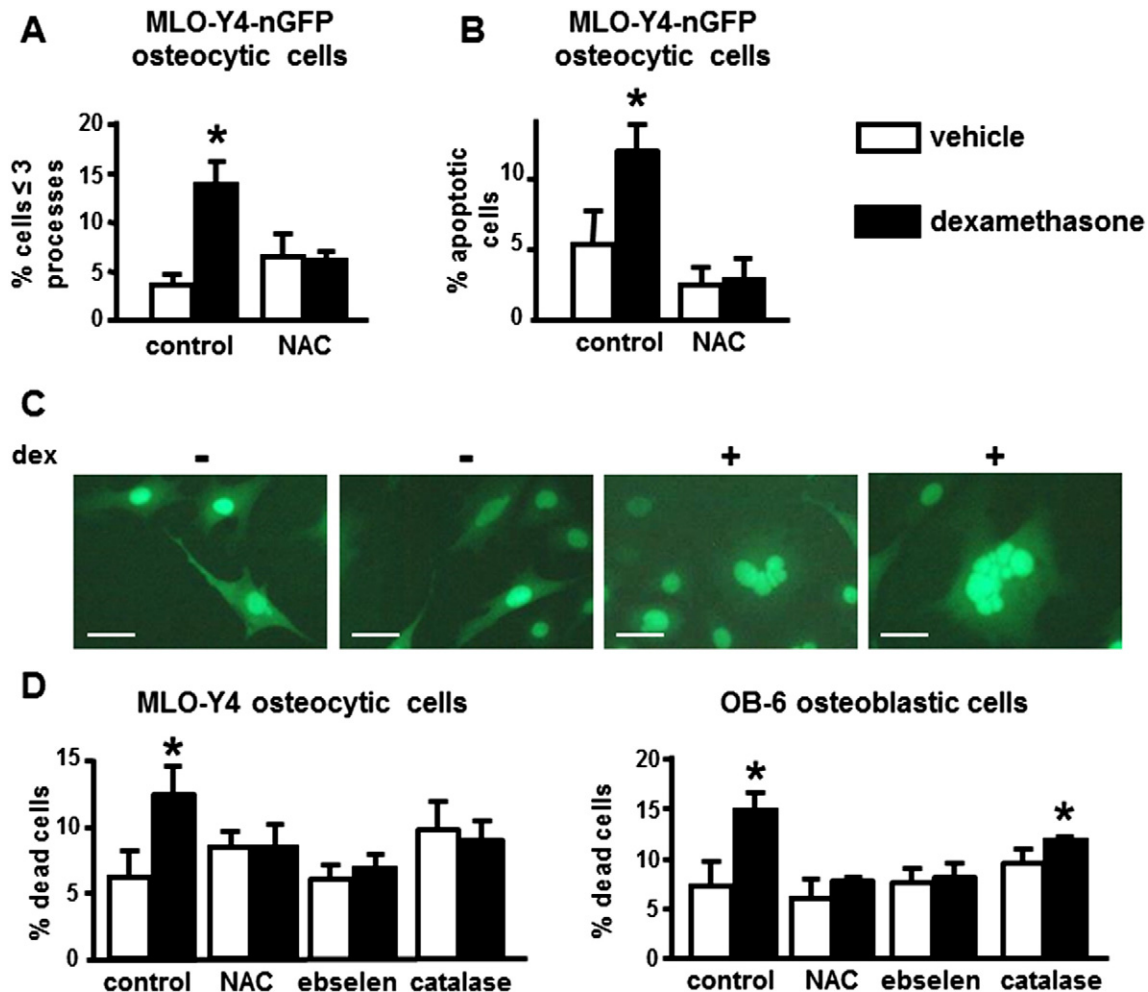 A
MLO-Y4-nGFP
osteocytic cells
% cells ≤ 3
processes
20
15
10
5
0
*
control
NAC
B
MLO-Y4-nGFP
osteocytic cells
% apoptotic
cells
10
5
0
*
control
NAC
vehicle
dexamethasone
C
dex
-
-
+
+
D
MLO-Y4 osteocytic cells
% dead cells
15
10
5
0
*
control
NAC
ebselen
catalase
OB-6 osteoblastic cells
% dead cells
20
15
10
5
0
*
*
control
NAC
ebselen
catalase